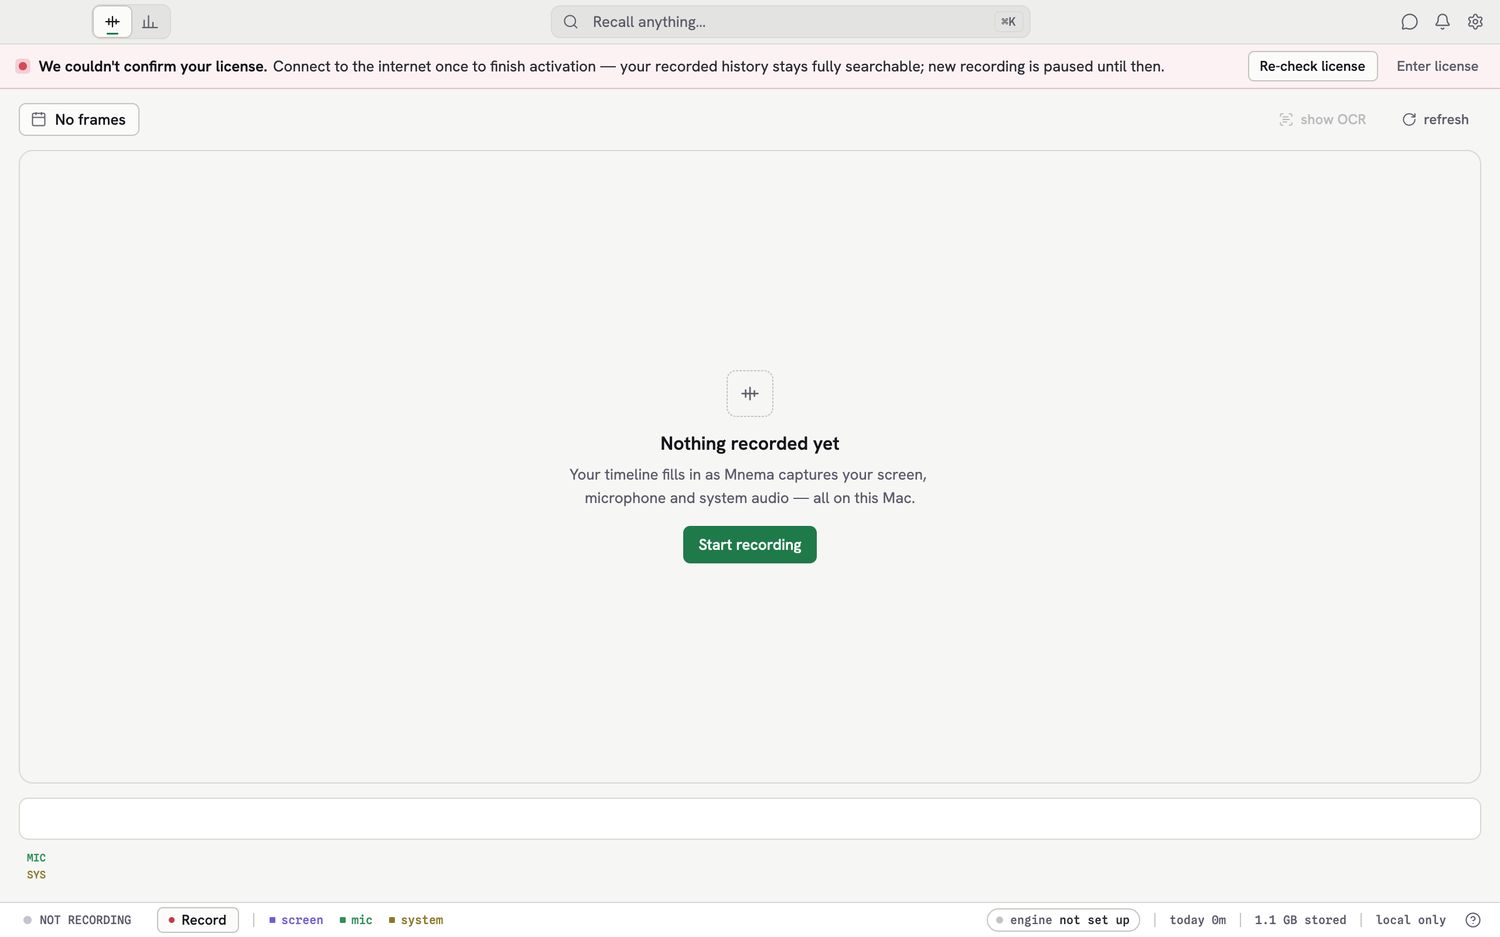 Recall anything...
⌘K
We couldn't confirm your license. Connect to the internet once to finish activation — your recorded history stays fully searchable; new recording is paused until then.
Re-check license
Enter license
No frames
show OCR
refresh
Nothing recorded yet
Your timeline fills in as Mnema captures your screen,
microphone and system audio — all on this Mac.
Start recording
MIC
SYS
NOT RECORDING
Record
screen
mic
system
engine not set up
today 0m
1.1 GB stored
local only